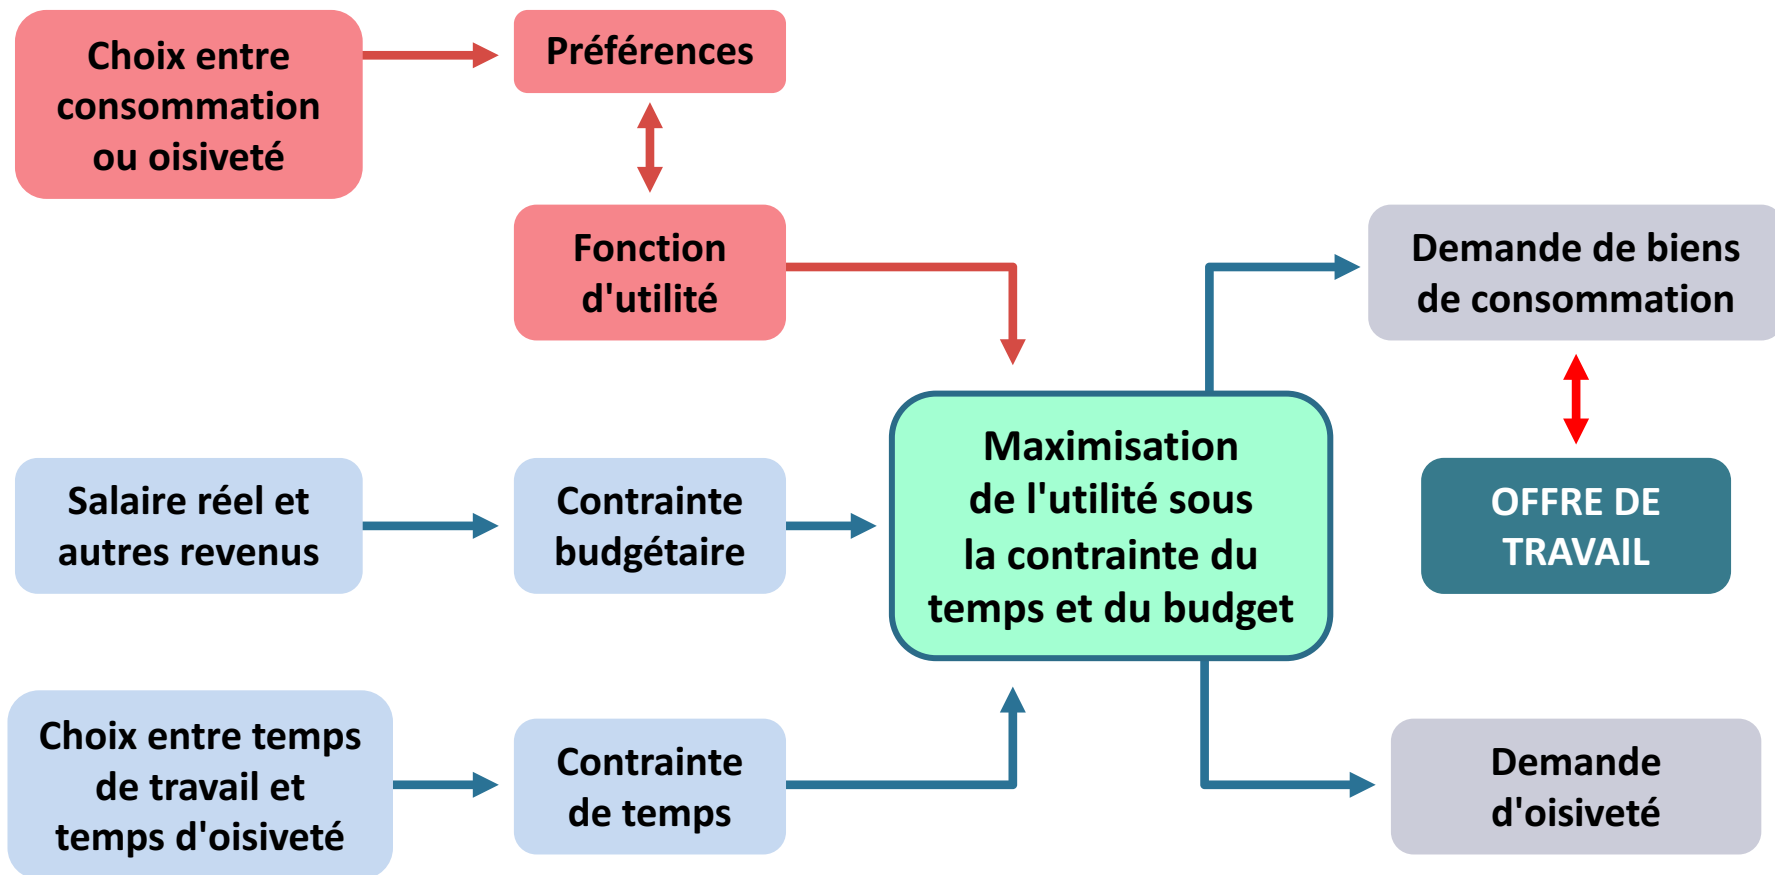 Choix entre
consommation
ou oisiveté
Préférences
Fonction
d'utilité
Demande de biens
de consommation
Salaire réel et
autres revenus
Contrainte
budgétaire
Maximisation
de l'utilité sous
la contrainte du
temps et du budget
OFFRE DE
TRAVAIL
Choix entre temps
de travail et
temps d'oisiveté
Contrainte
de temps
Demande
d'oisiveté